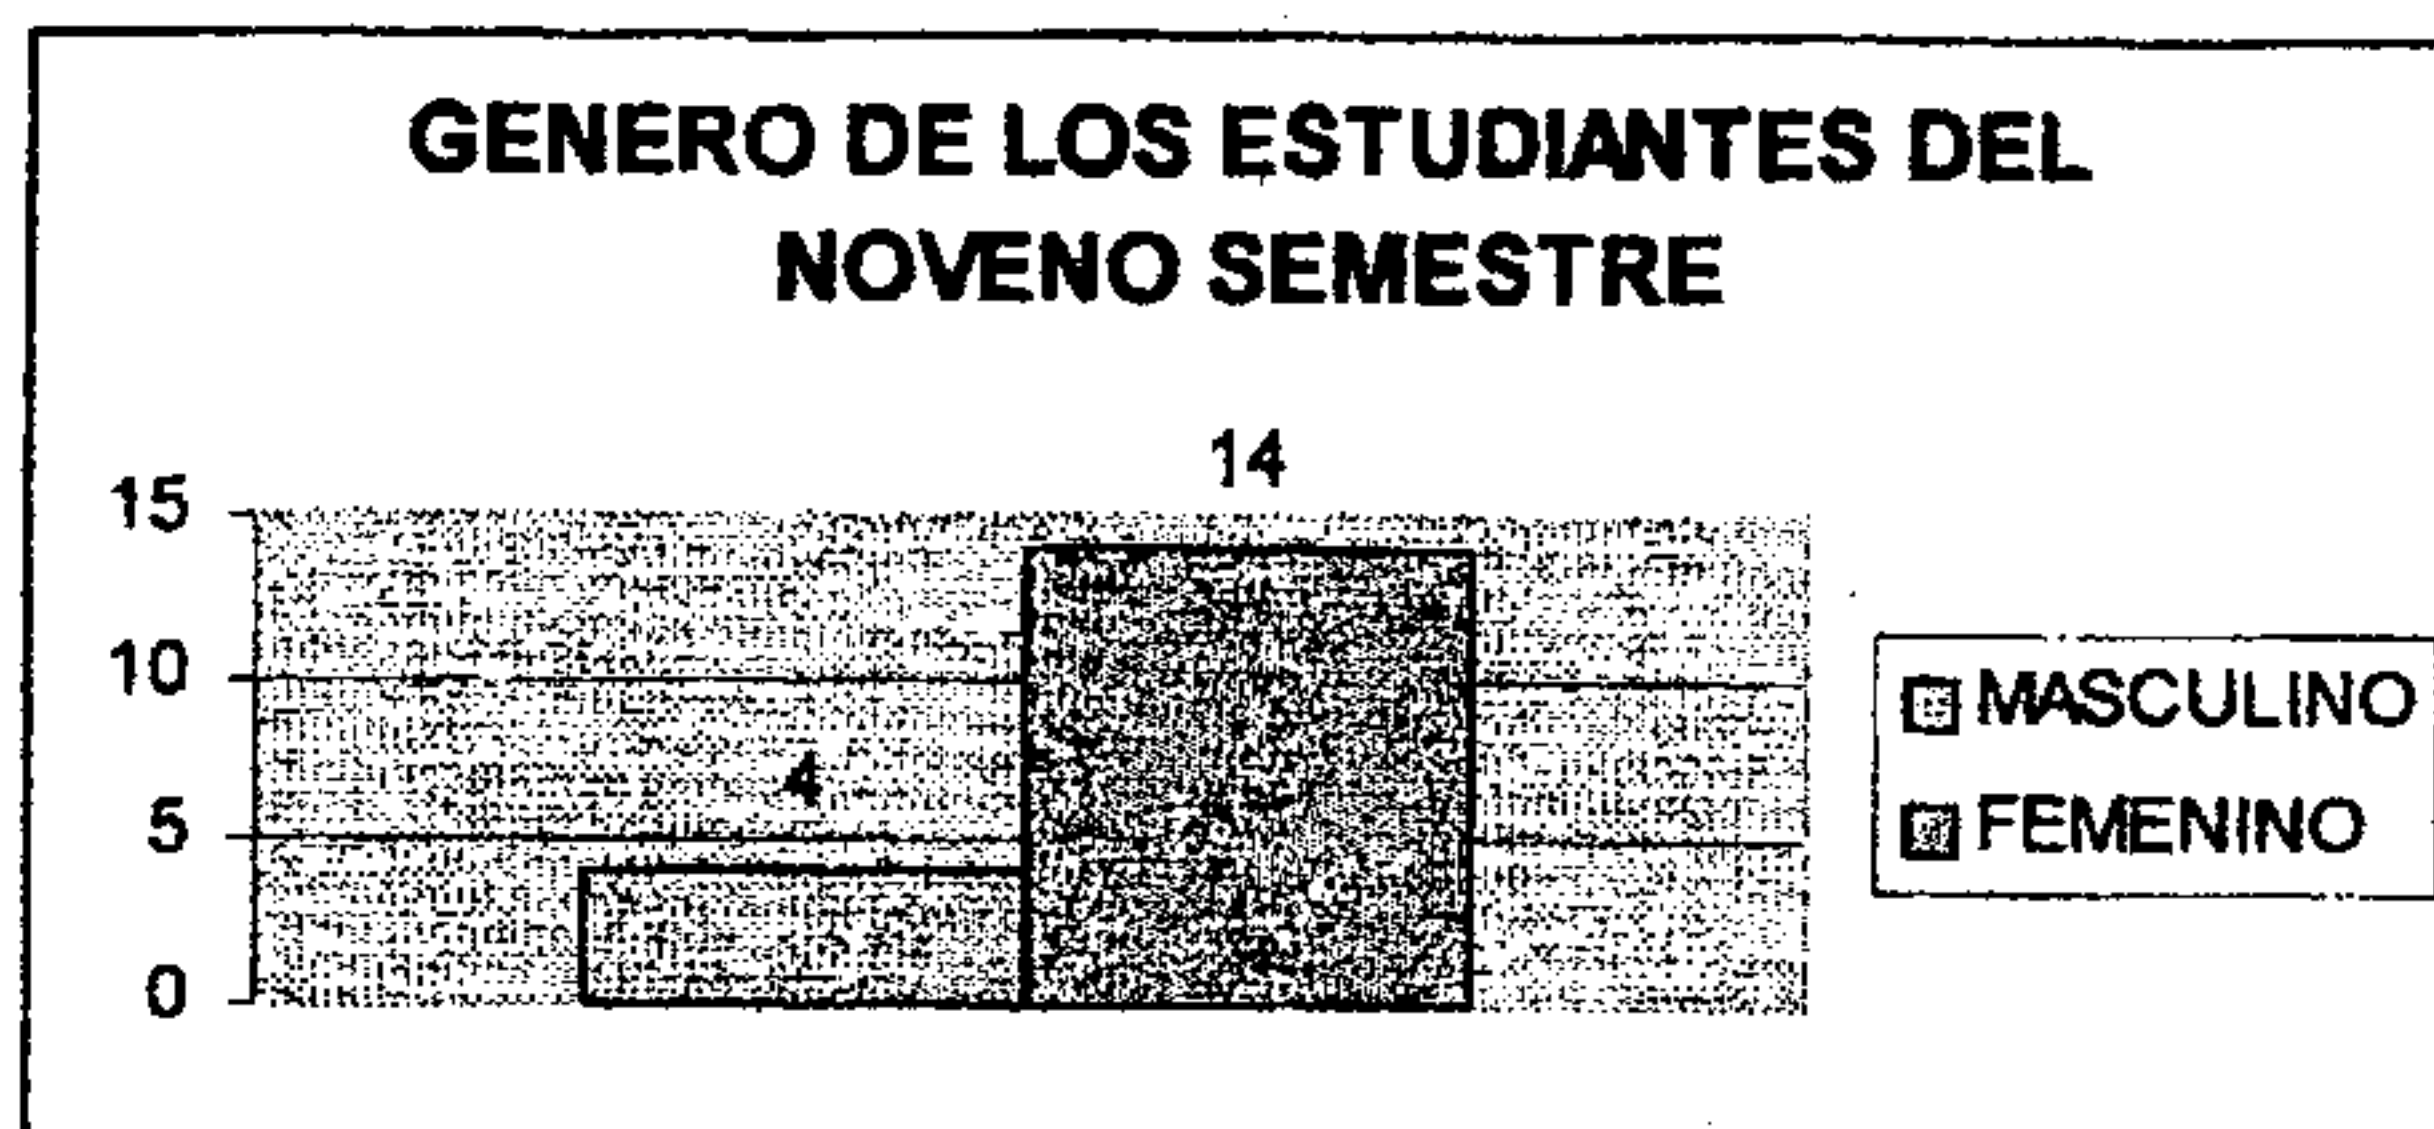 GENERO DE LOS ESTUDIANTES DEL
NOVENO SEMESTRE
14
15
10
4
5
0
MASCULINO
FEMENINO